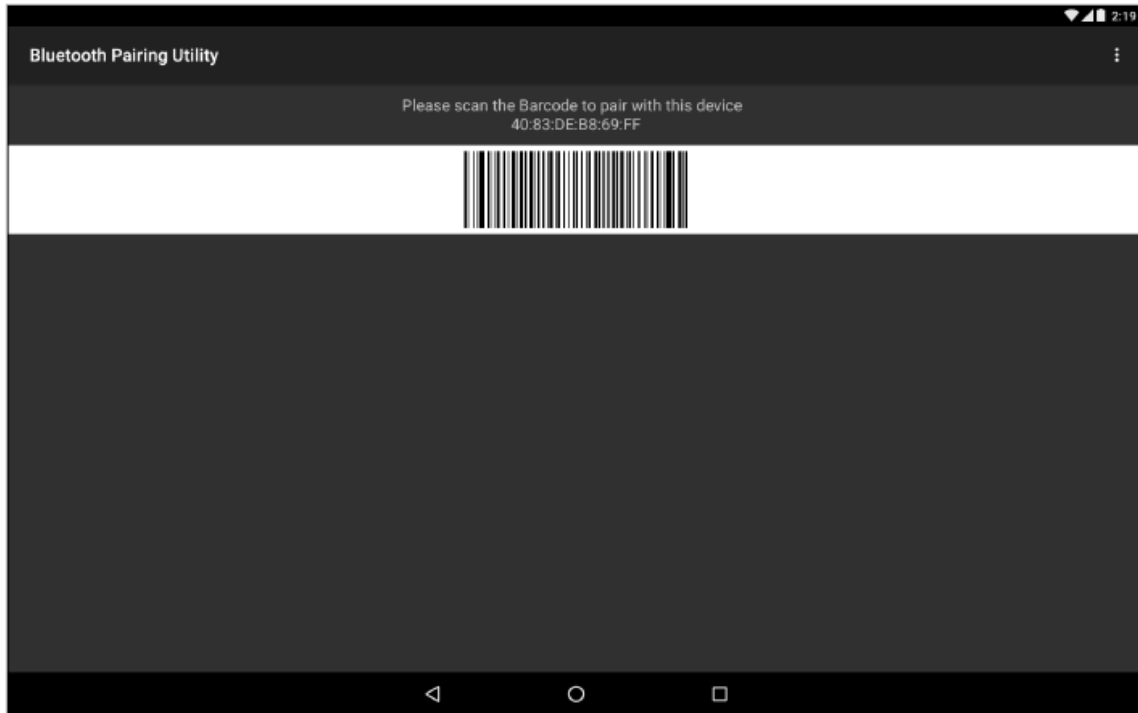 2:19
Bluetooth Pairing Utility
Please scan the Barcode to pair with this device
40:83:DE:B8:69:FF